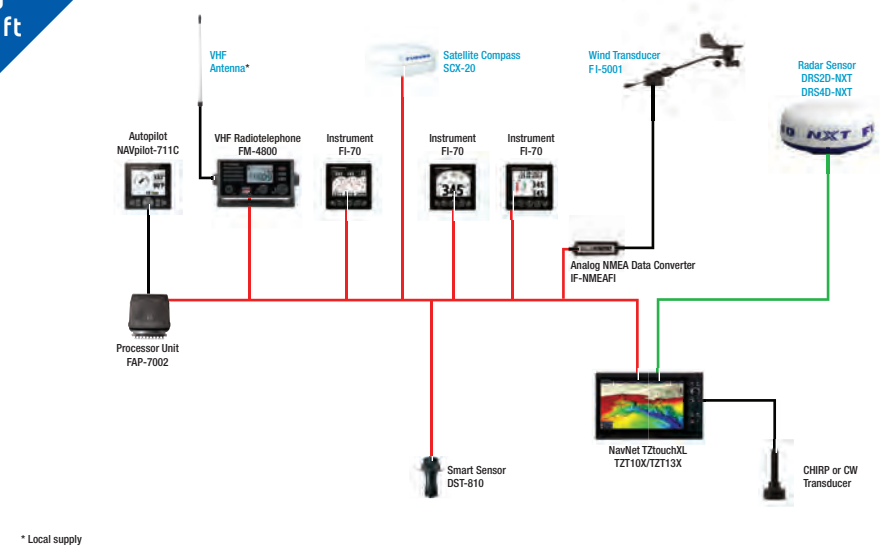 ft
VHF
Antenna*
Satellite Compass
SCX-20
Wind Transducer
FI-5001
Radar Sensor
DRS2D-NXT
DRS4D-NXT
Autopilot
NAVpilot-711C
VHF Radiotelephone
FM-4800
Instrument
FI-70
Instrument
FI-70
Instrument
FI-70
FURUNO
NXT
345
345
345
Analog NMEA Data Converter
IF-NMEAFI
Processor Unit
FAP-7002
NavNet TZtouchXL
TZT10X/TZT13X
Smart Sensor
DST-810
CHIRP or CW
Transducer
* Local supply